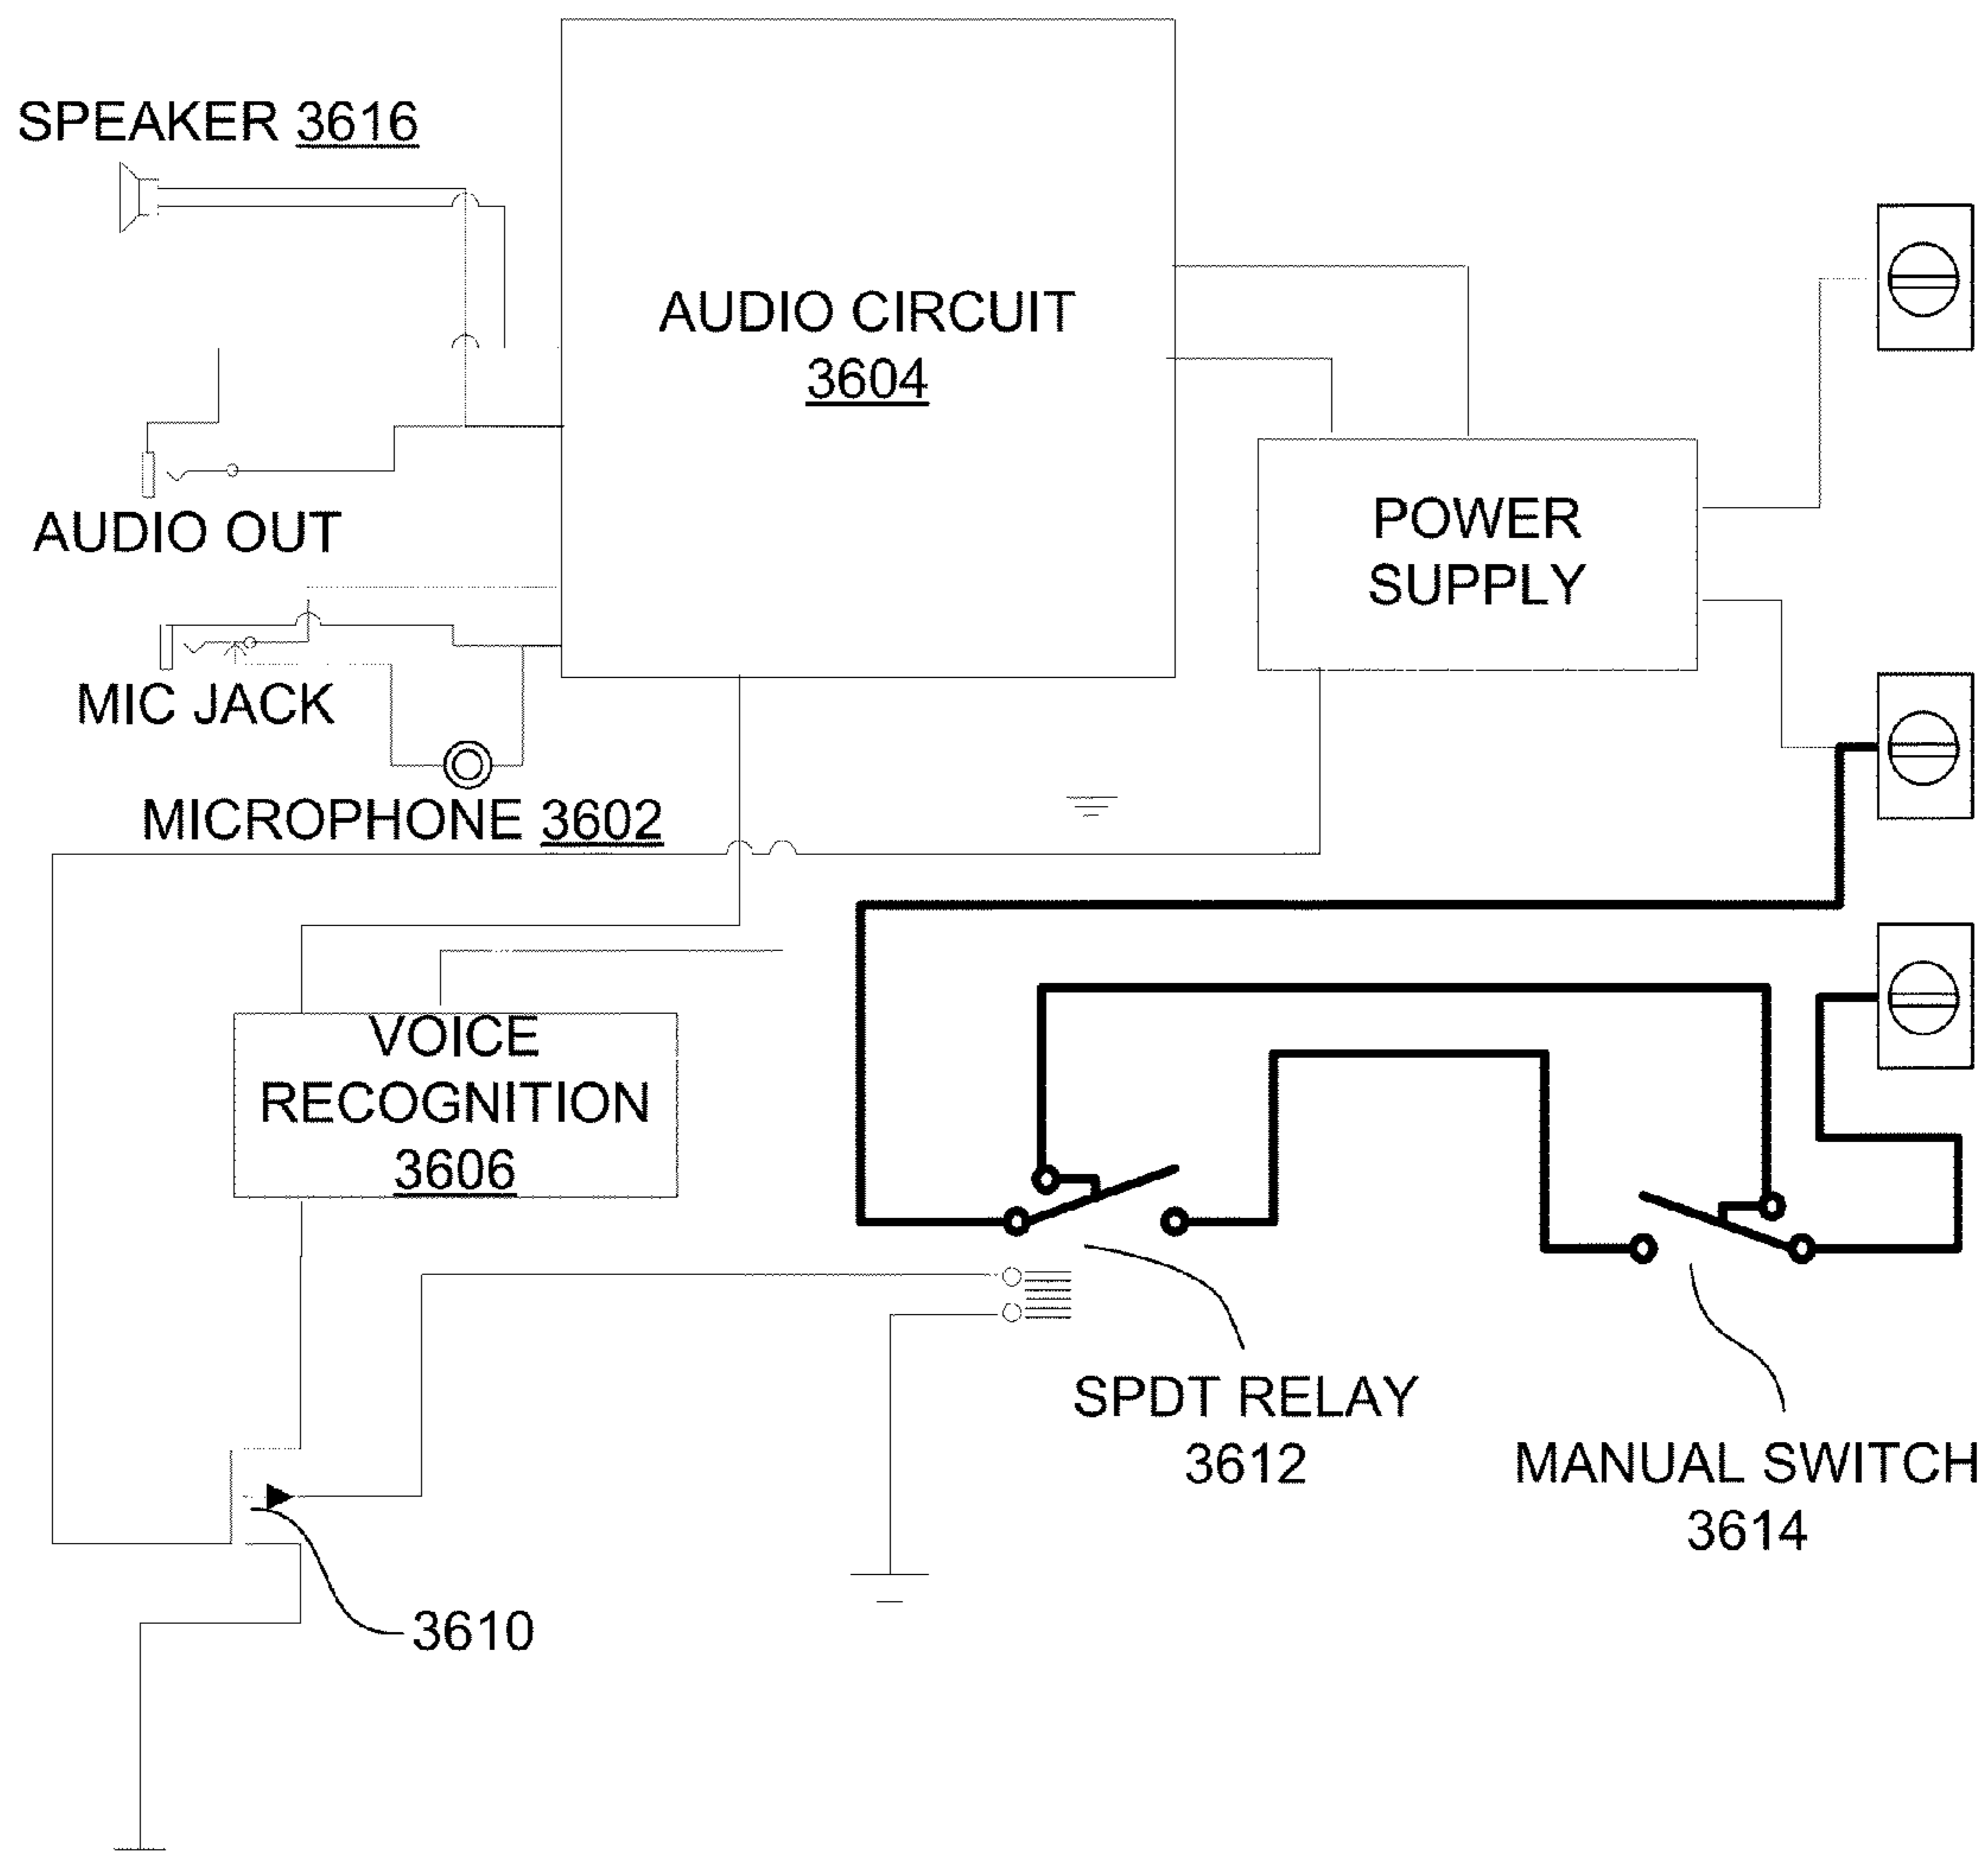 SPEAKER 3616
AUDIO CIRCUIT
3604
POWER
SUPPLY
AUDIO OUT
MIC JACK
MICROPHONE 3602
VOICE
RECOGNITION
3606
SPDT RELAY
3612
MANUAL SWITCH
3614
3610